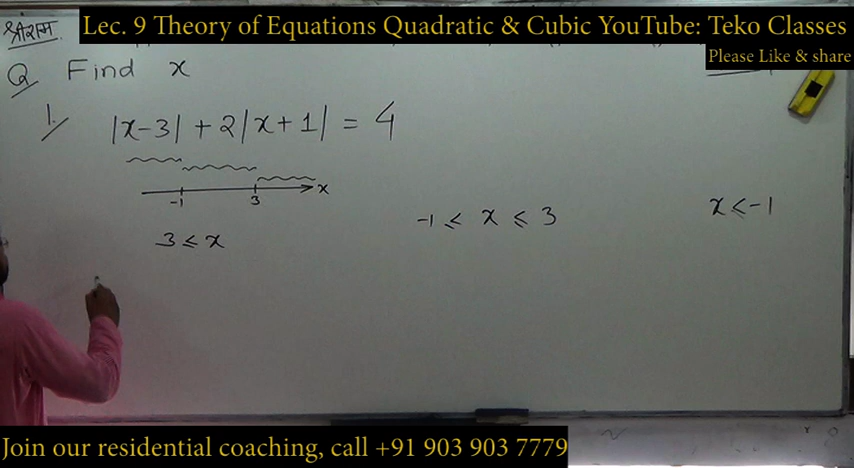 Lec. 9 Theory of Equations Quadratic & Cubic YouTube: Teko Classes
Please Like & share
श्रीराम
Q Find x
1. |x-3| + 2|x+1| = 4
-1 3 x
3 ≤ x
-1 ≤ x ≤ 3
x ≤ -1
Join our residential coaching, call +91 903 903 7779